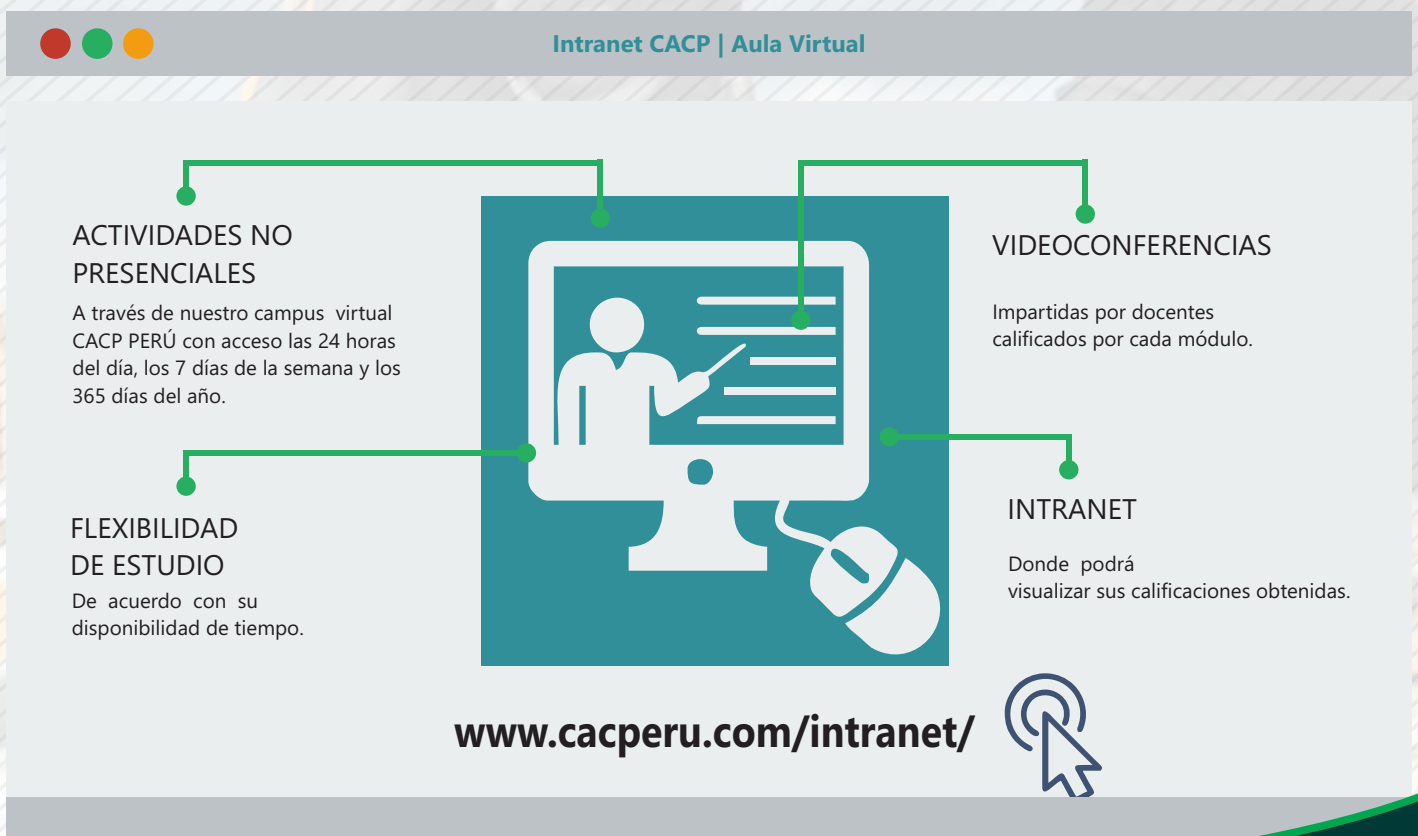 Intranet CACP | Aula Virtual
ACTIVIDADES NO
PRESENCIALES
A través de nuestro campus virtual
CACP PERÚ con acceso las 24 horas
del día, los 7 días de la semana y los
365 días del año.
VIDEOCONFERENCIAS
Impartidas por docentes
calificados por cada módulo.
FLEXIBILIDAD
DE ESTUDIO
De acuerdo con su
disponibilidad de tiempo.
INTRANET
Donde podrá
visualizar sus calificaciones obtenidas.
www.cacperu.com/intranet/